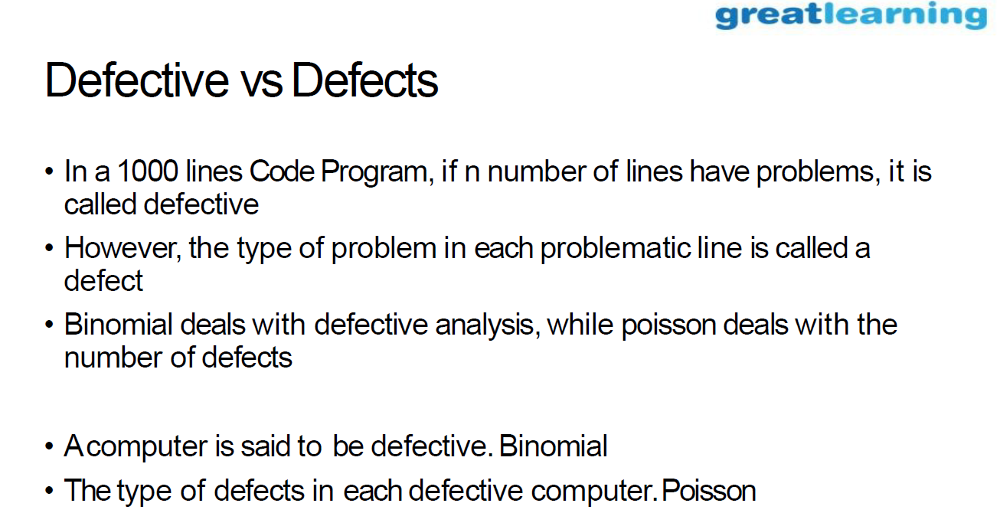 greatlearning
Defective vs Defects
• In a 1000 lines Code Program, if n number of lines have problems, it is
called defective
• However, the type of problem in each problematic line is called a
defect
• Binomial deals with defective analysis, while poisson deals with the
number of defects
• A computer is said to be defective. Binomial
• The type of defects in each defective computer. Poisson